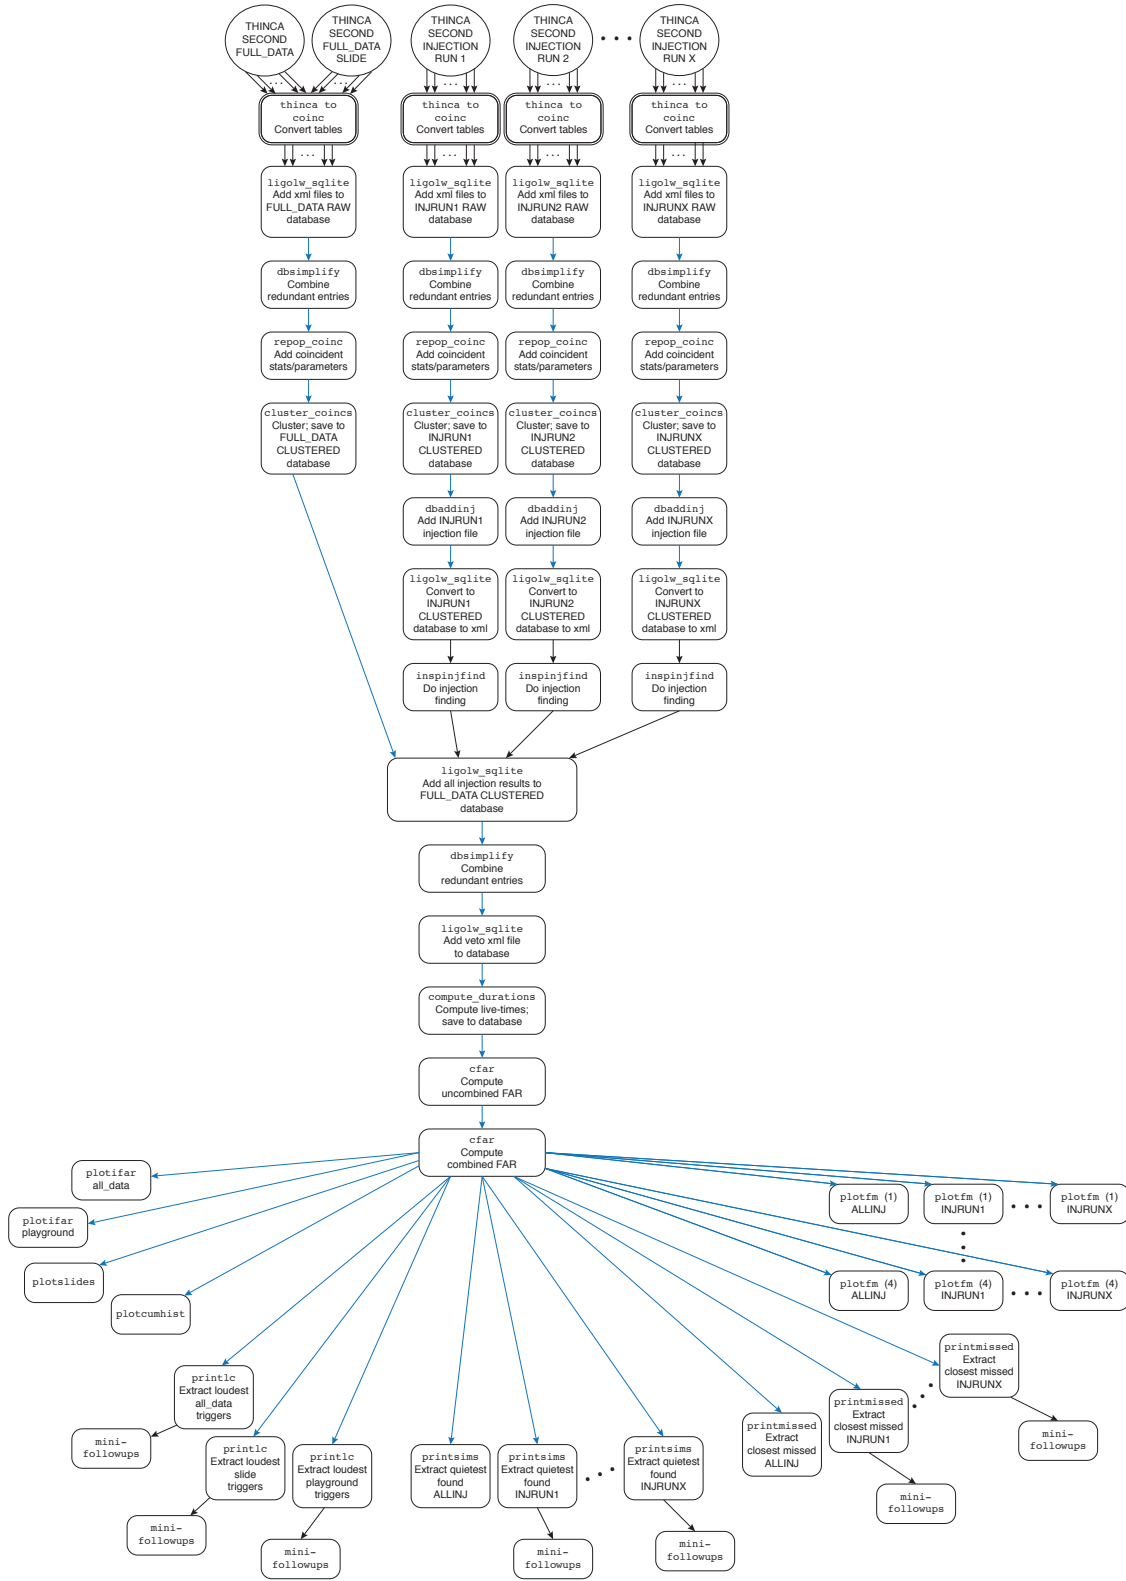 THINCA
SECOND
FULL_DATA
THINCA
SECOND
FULL_DATA
SLIDE
THINCA
SECOND
INJECTION
RUN 1
THINCA
SECOND
INJECTION
RUN 2
THINCA
SECOND
INJECTION
RUN X
thinca to
coinc
Convert tables
thinca to
coinc
Convert tables
thinca to
coinc
Convert tables
thinca to
coinc
Convert tables
ligolw_sqlite
Add xml files to
FULL_DATA RAW
database
ligolw_sqlite
Add xml files to
INJRUN1 RAW
database
ligolw_sqlite
Add xml files to
INJRUN2 RAW
database
ligolw_sqlite
Add xml files to
INJRUNX RAW
database
dbsimplify
Combine
redundant entries
dbsimplify
Combine
redundant entries
dbsimplify
Combine
redundant entries
dbsimplify
Combine
redundant entries
repop_coinc
Add coincident
stats/parameters
repop_coinc
Add coincident
stats/parameters
repop_coinc
Add coincident
stats/parameters
repop_coinc
Add coincident
stats/parameters
cluster_coincs
Cluster; save to
FULL_DATA
CLUSTERED
database
cluster_coincs
Cluster; save to
INJRUN1
CLUSTERED
database
cluster_coincs
Cluster; save to
INJRUN2
CLUSTERED
database
cluster_coincs
Cluster; save to
INJRUNX
CLUSTERED
database
dbaddinj
Add INJRUN1
injection file
dbaddinj
Add INJRUN2
injection file
dbaddinj
Add INJRUNX
injection file
ligolw_sqlite
Convert to
INJRUN1
CLUSTERED
database to xml
ligolw_sqlite
Convert to
INJRUN2
CLUSTERED
database to xml
ligolw_sqlite
Convert to
INJRUNX
CLUSTERED
database to xml
inspinjfind
Do injection
finding
inspinjfind
Do injection
finding
inspinjfind
Do injection
finding
ligolw_sqlite
Add all injection results to
FULL_DATA CLUSTERED
database
dbsimplify
Combine
redundant entries
ligolw_sqlite
Add veto xml file
to database
compute_durations
Compute live-times;
save to database
cfar
Compute
uncombined FAR
cfar
Compute
combined FAR
plotifar
all_data
plotifar
playground
plotslides
plotcumhist
plotfm (1)
ALLINJ
plotfm (1)
INJRUN1
plotfm (1)
INJRUNX
plotfm (4)
ALLINJ
plotfm (4)
INJRUN1
plotfm (4)
INJRUNX
printlc
Extract loudest
all_data
triggers
mini-
followups
printlc
Extract loudest
slide
triggers
mini-
followups
printlc
Extract loudest
playground
triggers
mini-
followups
printsims
Extract quietest
found
ALLINJ
printsims
Extract quietest
found
INJRUN1
mini-
followups
printsims
Extract quietest
found
INJRUNX
mini-
followups
printmissed
Extract
closest missed
ALLINJ
printmissed
Extract
closest missed
INJRUN1
mini-
followups
printmissed
Extract
closest missed
INJRUNX
mini-
followups